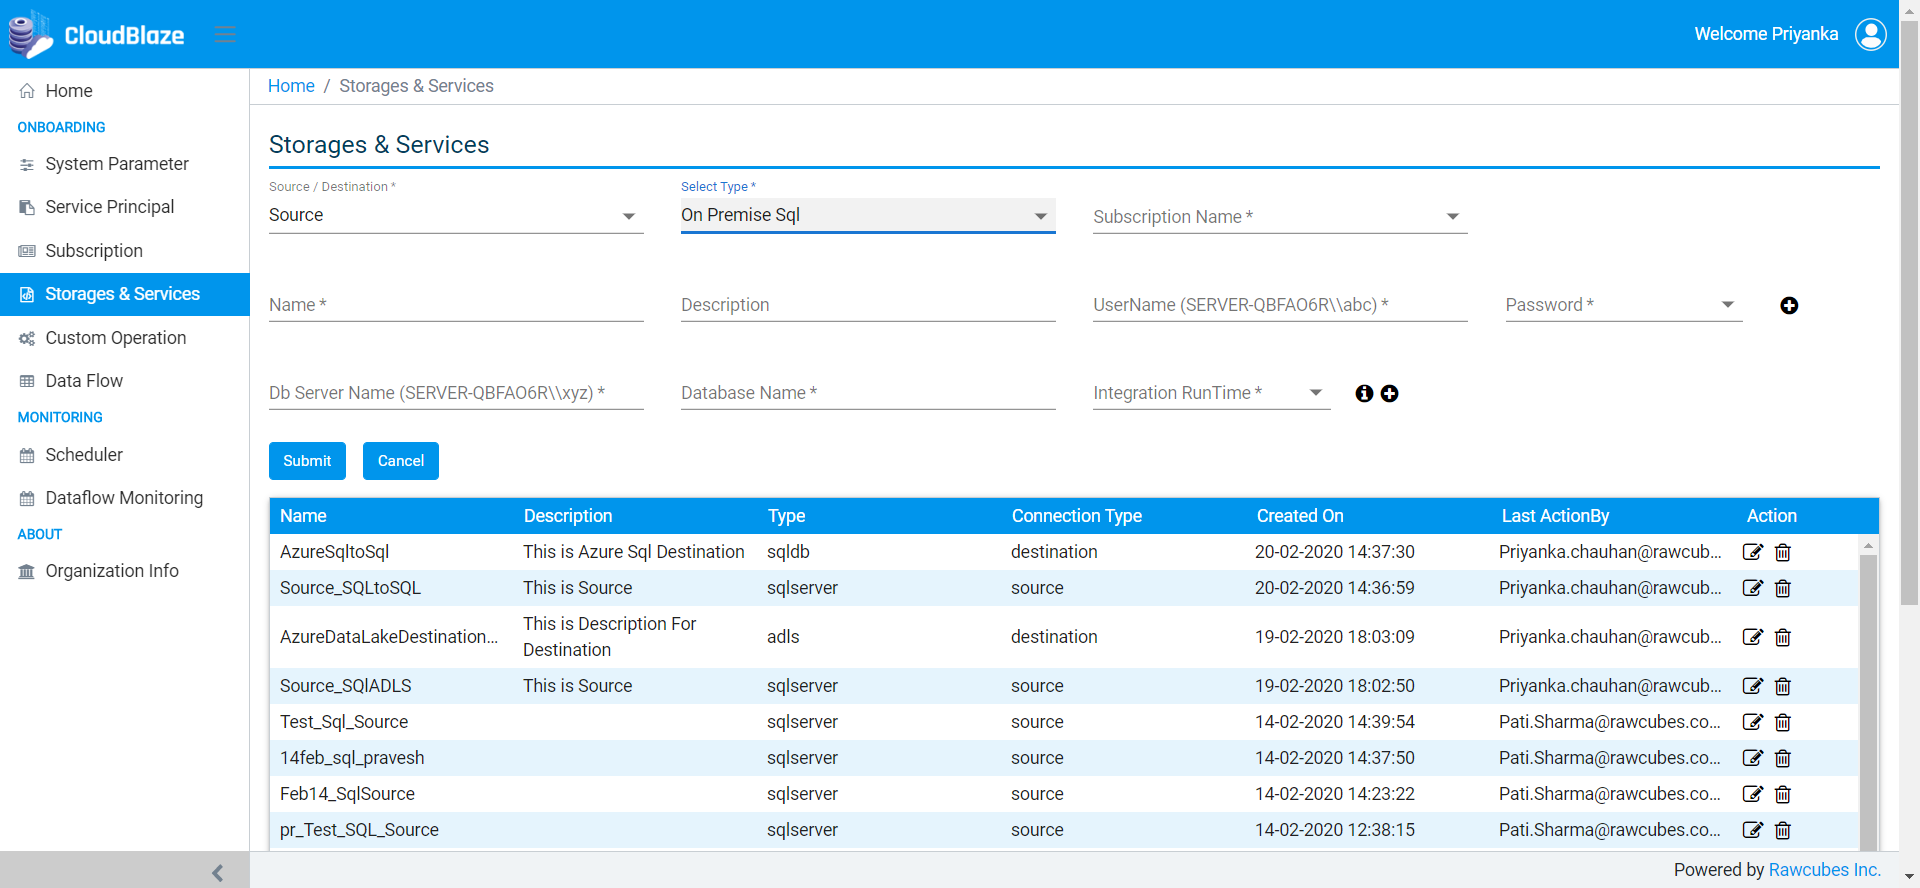 CloudBlaze
Welcome Priyanka
Home
ONBOARDING
System Parameter
Service Principal
Subscription
Storages & Services
Custom Operation
Data Flow
MONITORING
Scheduler
Dataflow Monitoring
ABOUT
Organization Info
Home / Storages & Services
Storages & Services
Source / Destination * Select Type *
Source On Premise Sql Subscription Name *
Name * Description UserName (SERVER-QBFAO6R\\abc) * Password *
Db Server Name (SERVER-QBFAO6R\\xyz) * Database Name * Integration RunTime *
Submit Cancel
Name Description Type Connection Type Created On Last ActionBy Action
AzureSqltoSql This is Azure Sql Destination sqldb destination 20-02-2020 14:37:30 Priyanka.chauhan@rawcub...
Source_SQLtoSQL This is Source sqlserver source 20-02-2020 14:36:59 Priyanka.chauhan@rawcub...
AzureDataLakeDestination... This is Description For Destination adls destination 19-02-2020 18:03:09 Priyanka.chauhan@rawcub...
Source_SQlADLS This is Source sqlserver source 19-02-2020 18:02:50 Priyanka.chauhan@rawcub...
Test_Sql_Source sqlserver source 14-02-2020 14:39:54 Pati.Sharma@rawcubes.co...
14feb_sql_pravesh sqlserver source 14-02-2020 14:37:50 Pati.Sharma@rawcubes.co...
Feb14_SqlSource sqlserver source 14-02-2020 14:23:22 Pati.Sharma@rawcubes.co...
pr_Test_SQL_Source sqlserver source 14-02-2020 12:38:15 Pati.Sharma@rawcubes.co...
Powered by Rawcubes Inc.